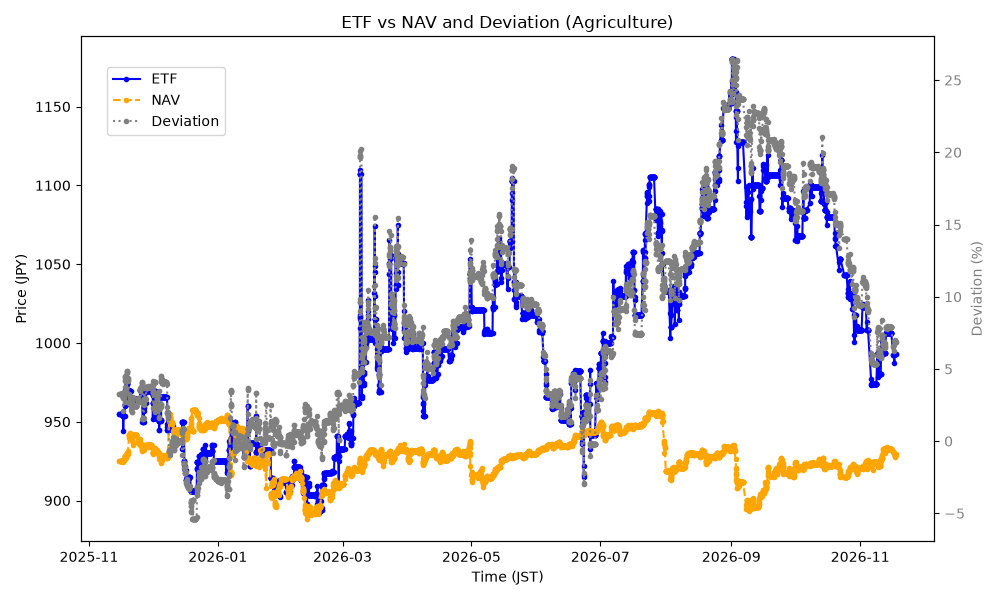 ETF vs NAV and Deviation (Agriculture)
ETF
NAV
Deviation
Price (JPY)
1150
1100
1050
1000
950
900
25
20
15
10
5
0
−5
Deviation (%)
2025-11
2026-01
2026-03
2026-05
2026-07
2026-09
2026-11
Time (JST)